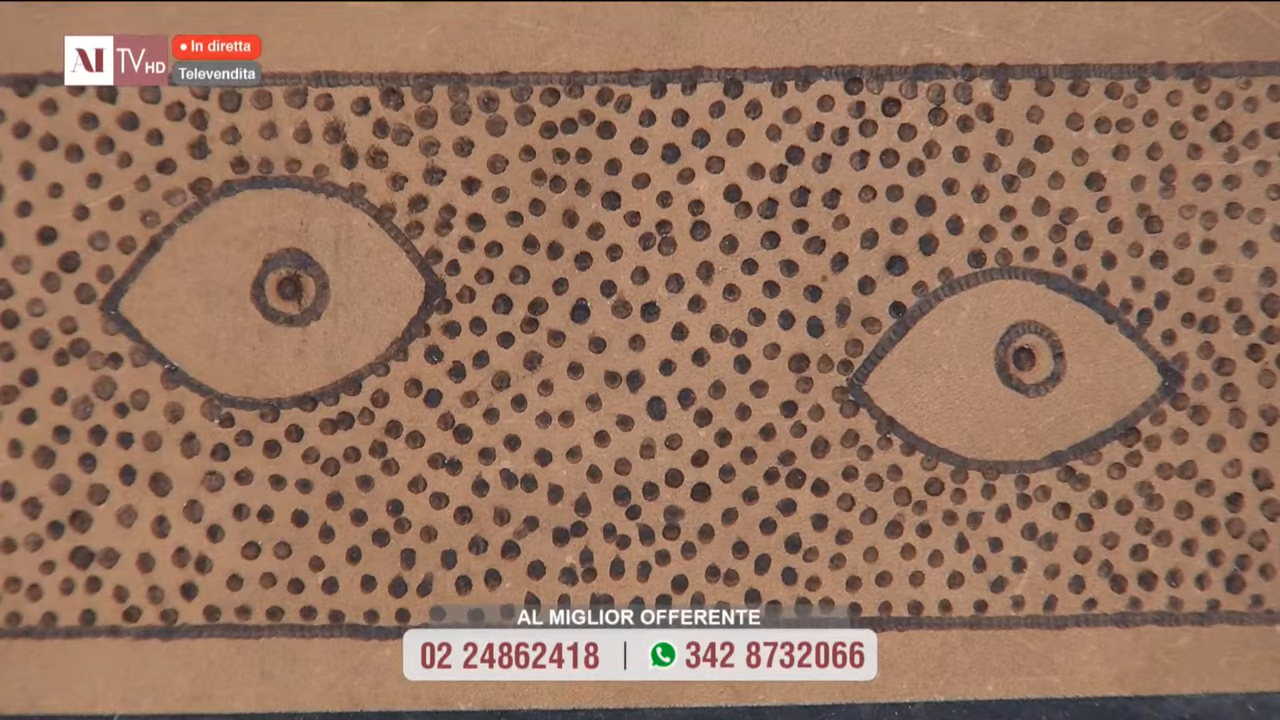 AI TV HD
• In diretta
Televendita
AL MIGLIOR OFFERENTE
02 24862418 | 342 8732066